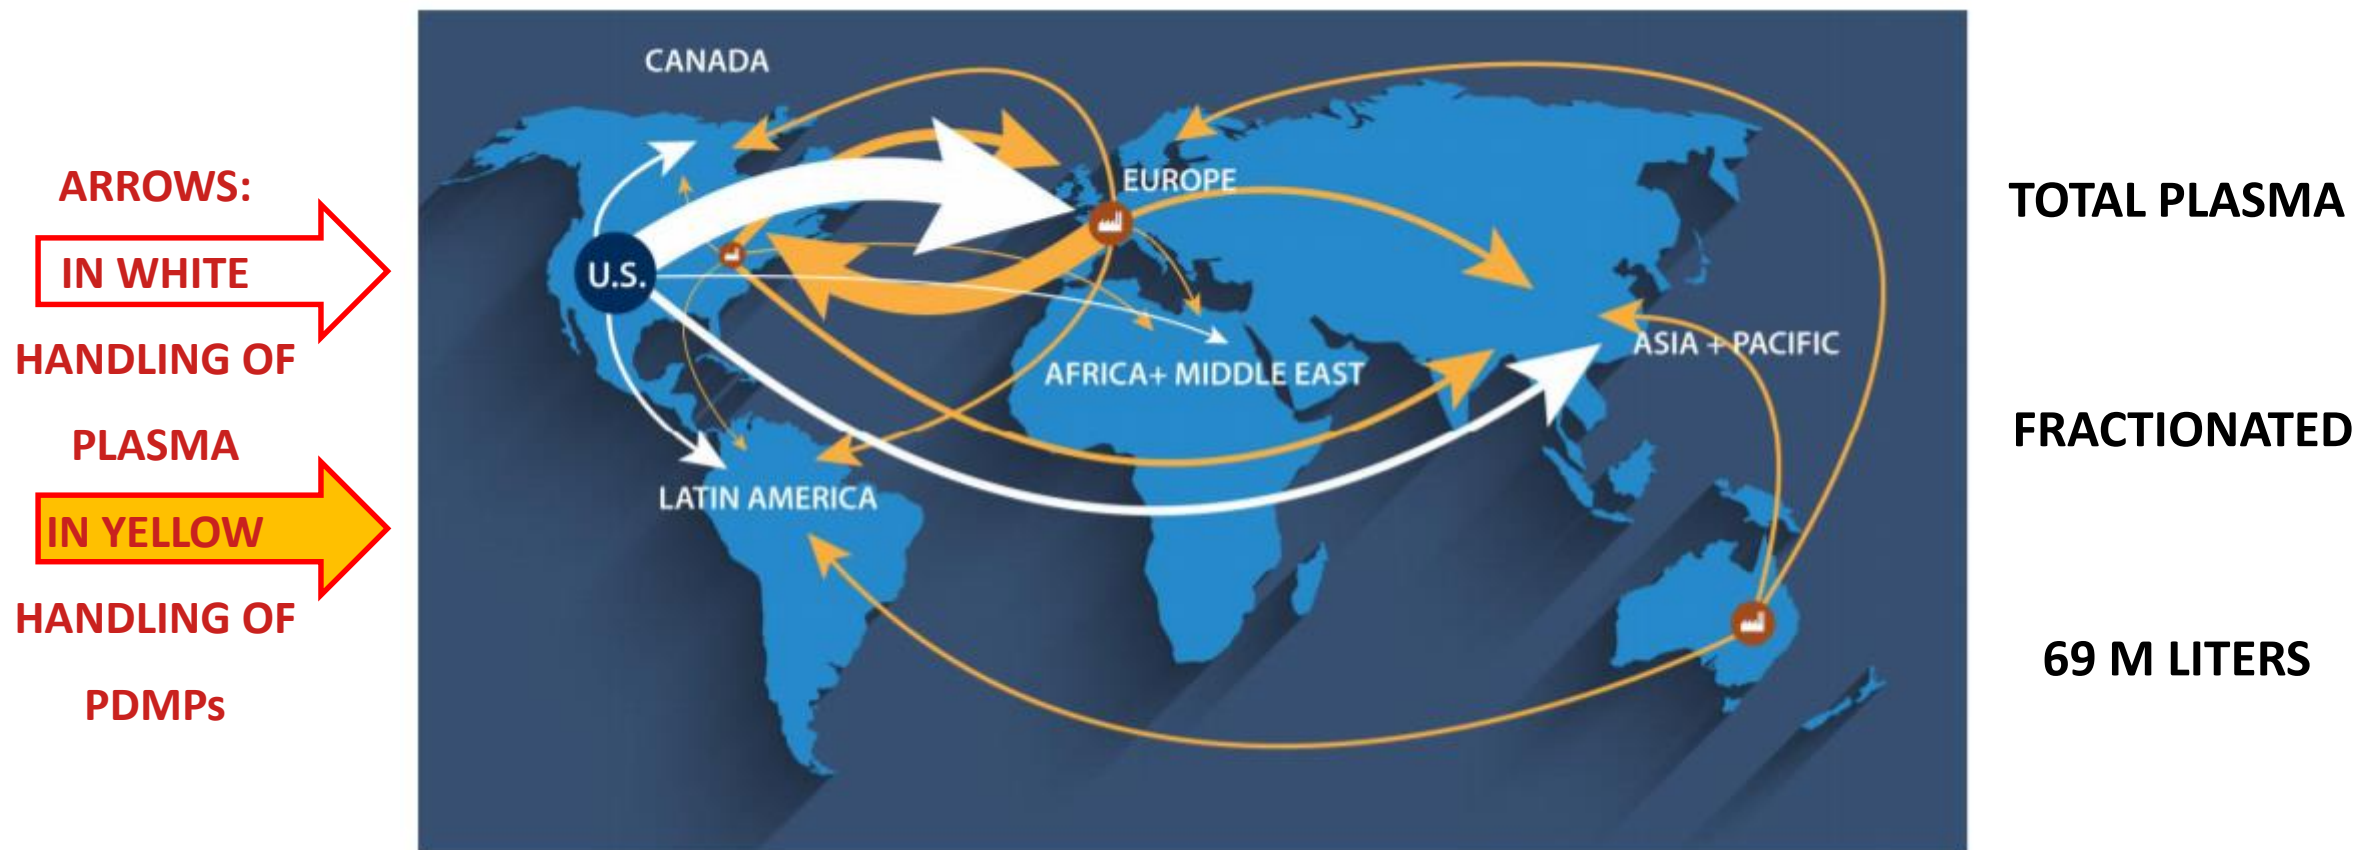 ARROWS:
IN WHITE
HANDLING OF
PLASMA
IN YELLOW
HANDLING OF
PDMPs
CANADA
EUROPE
U.S.
ASIA + PACIFIC
AFRICA+ MIDDLE EAST
LATIN AMERICA
TOTAL PLASMA
FRACTIONATED
69 M LITERS